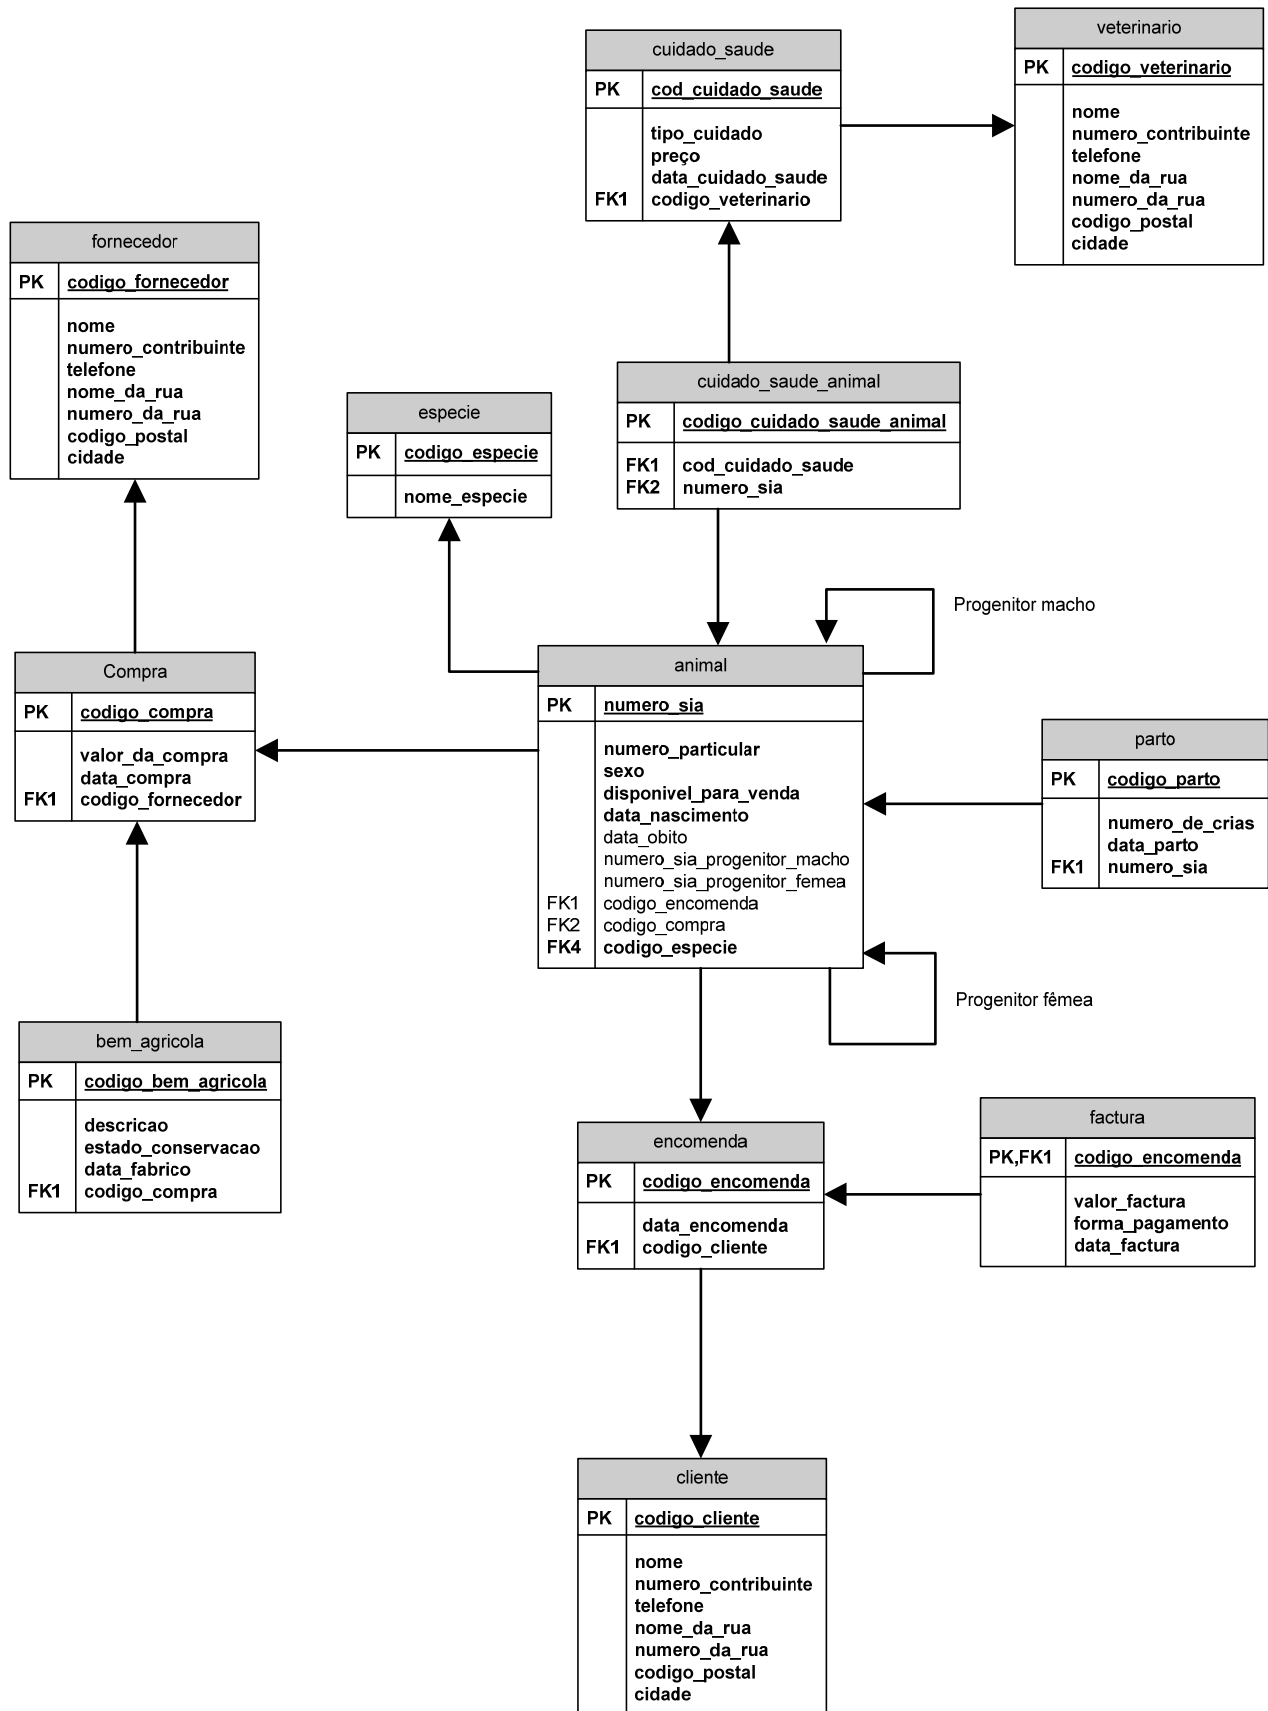 cuidado_saude
PK cod_cuidado_saude
tipo_cuidado
preço
data_cuidado_saude
FK1 codigo_veterinario
veterinario
PK codigo_veterinario
nome
numero_contribuinte
telefone
nome_da_rua
numero_da_rua
codigo_postal
cidade
fornecedor
PK codigo_fornecedor
nome
numero_contribuinte
telefone
nome_da_rua
numero_da_rua
codigo_postal
cidade
especie
PK codigo_especie
nome_especie
cuidado_saude_animal
PK codigo_cuidado_saude_animal
FK1 cod_cuidado_saude
FK2 numero_sia
Progenitor macho
Compra
PK codigo_compra
valor_da_compra
data_compra
FK1 codigo_fornecedor
animal
PK numero_sia
numero_particular
sexo
disponivel_para_venda
data_nascimento
data_obito
numero_sia_progenitor_macho
numero_sia_progenitor_femea
FK1 codigo_encomenda
FK2 codigo_compra
FK4 codigo_especie
parto
PK codigo_parto
numero_de_crias
data_parto
FK1 numero_sia
Progenitor fêmea
bem_agricola
PK codigo_bem_agricola
descricao
estado_conservacao
data_fabrico
FK1 codigo_compra
encomenda
PK codigo_encomenda
data_encomenda
FK1 codigo_cliente
factura
PK,FK1 codigo_encomenda
valor_factura
forma_pagamento
data_factura
cliente
PK codigo_cliente
nome
numero_contribuinte
telefone
nome_da_rua
numero_da_rua
codigo_postal
cidade